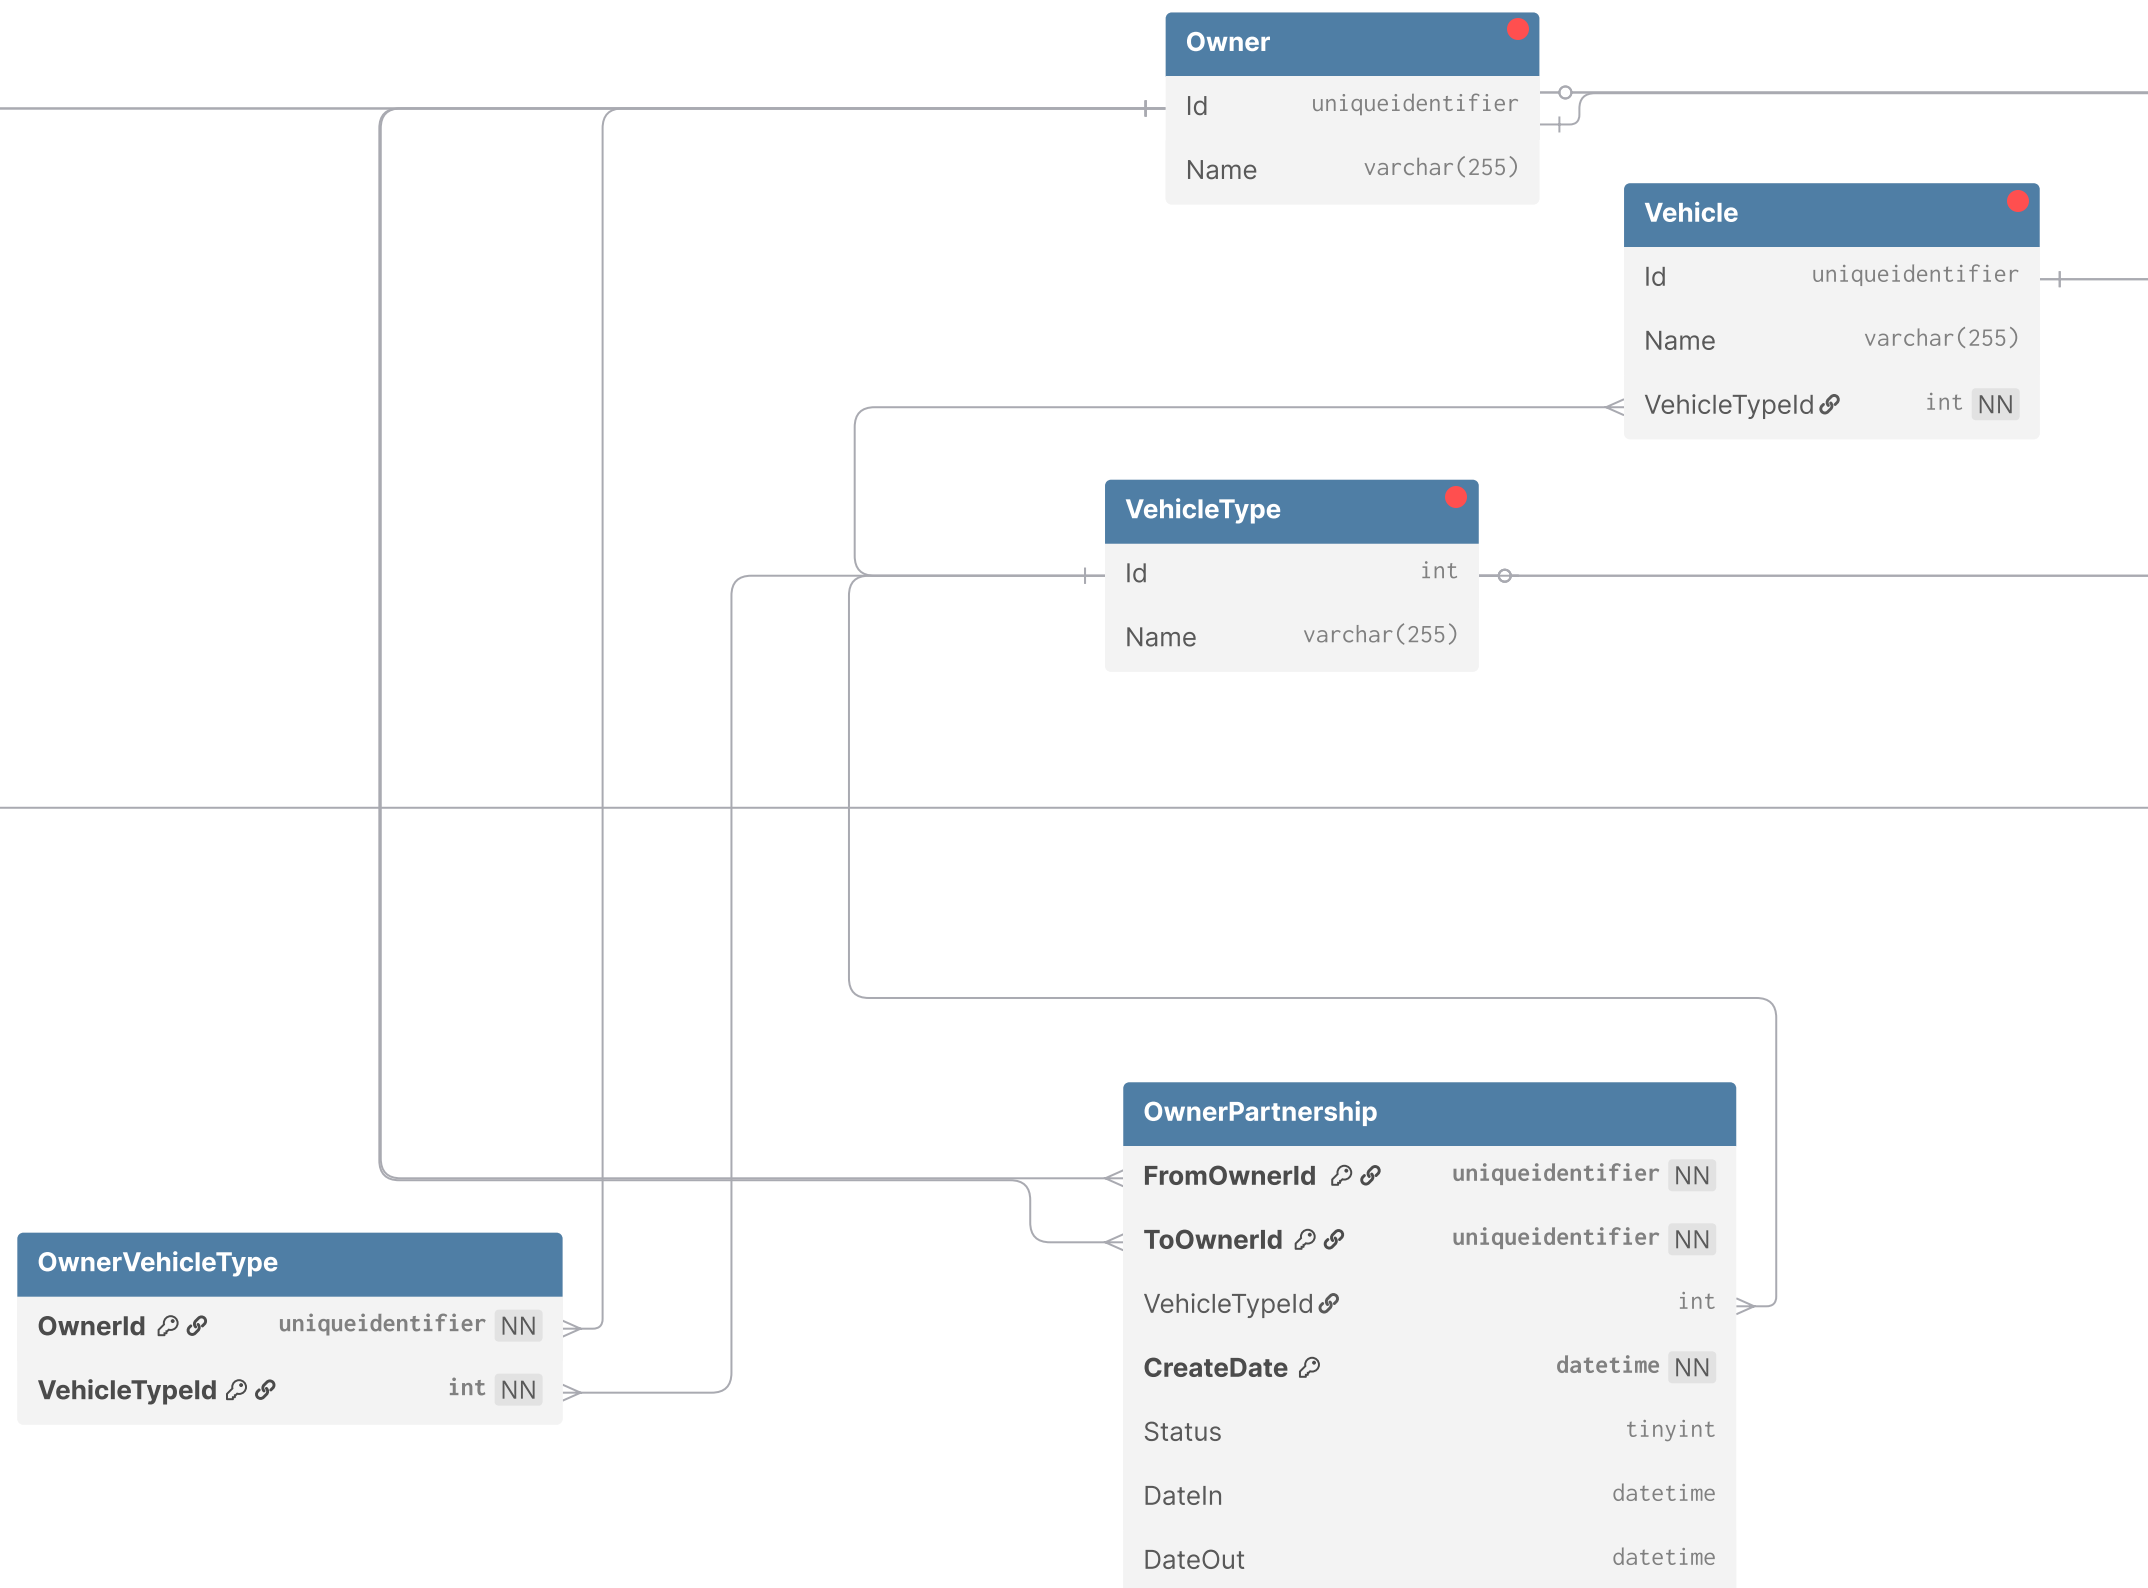 Owner
Id uniqueidentifier
Name varchar(255)
Vehicle
Id uniqueidentifier
Name varchar(255)
VehicleTypeId int NN
VehicleType
Id int
Name varchar(255)
OwnerPartnership
FromOwnerId uniqueidentifier NN
ToOwnerId uniqueidentifier NN
VehicleTypeId int
CreateDate datetime NN
Status tinyint
DateIn datetime
DateOut datetime
OwnerVehicleType
OwnerId uniqueidentifier NN
VehicleTypeId int NN